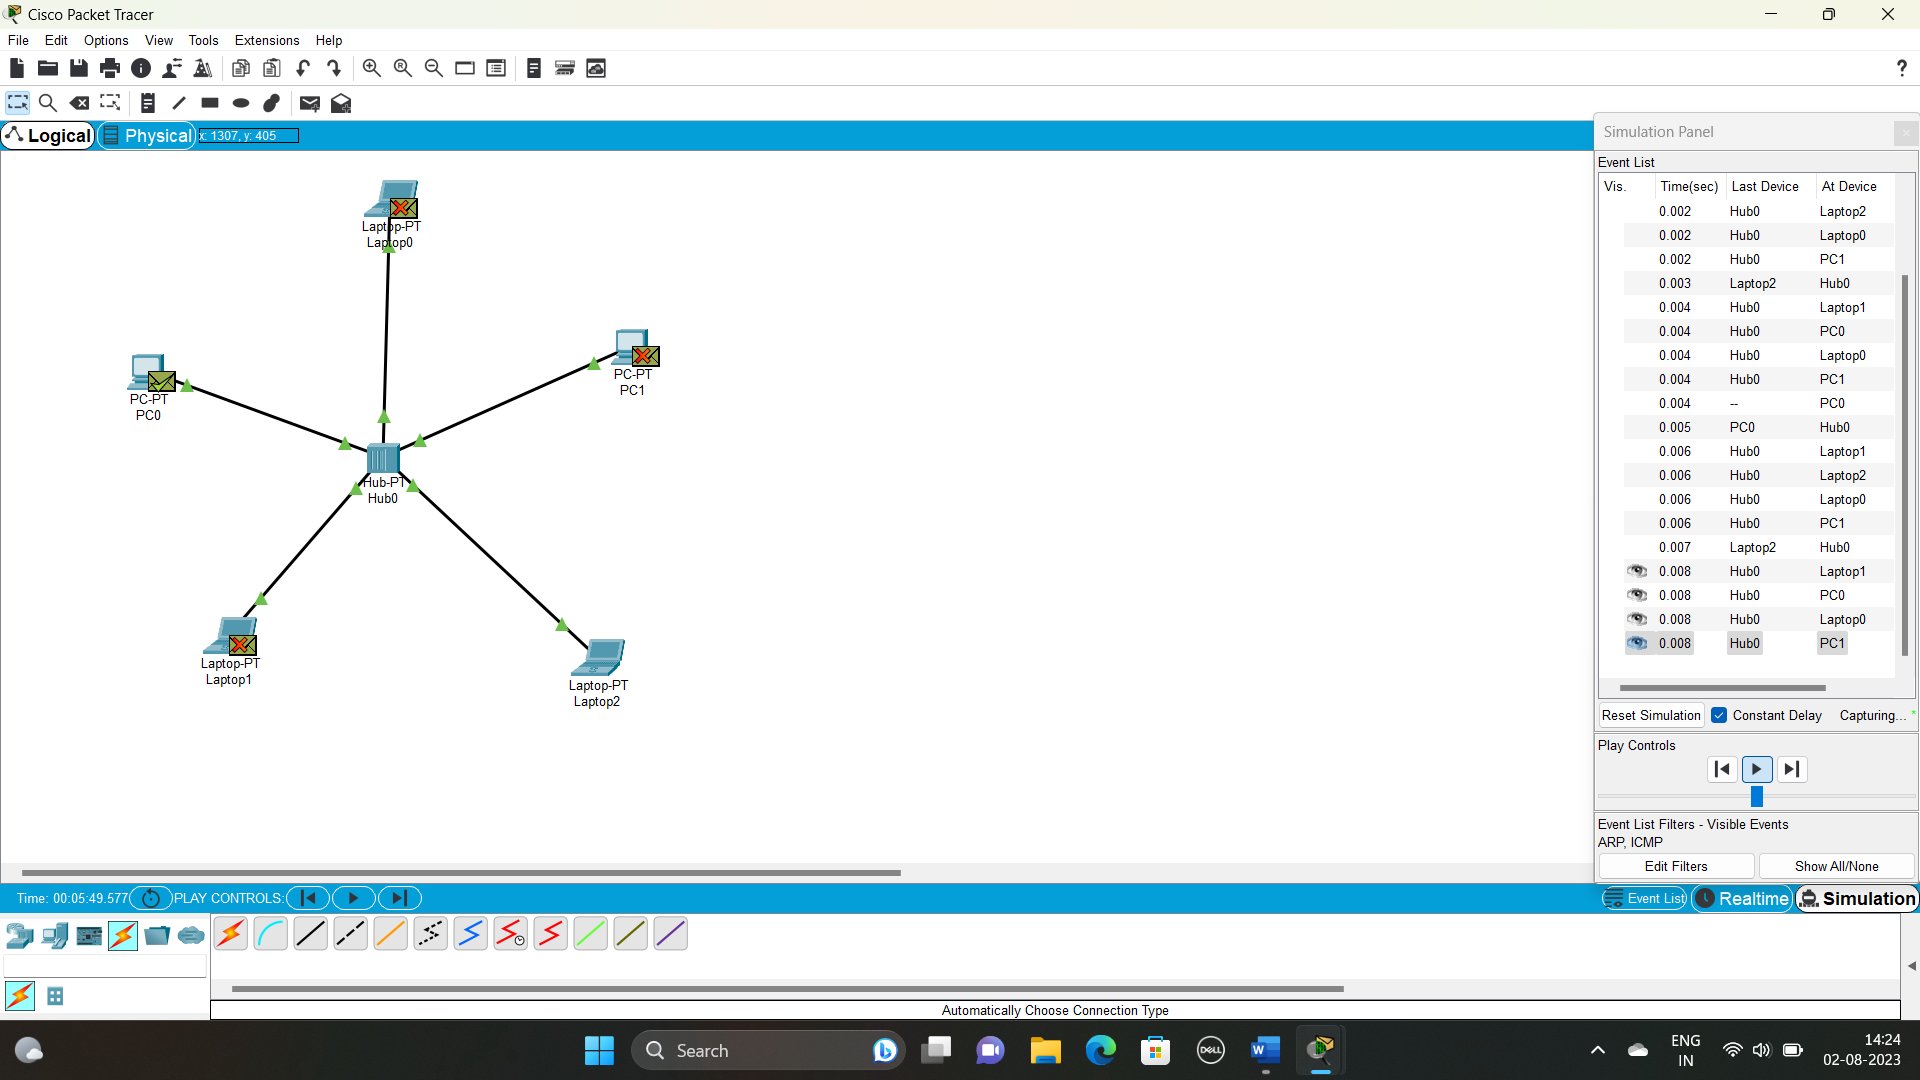 Cisco Packet Tracer
File Edit Options View Tools Extensions Help
?
Logical Physical x: 1307, y: 405
Laptop-PT
Laptop0
PC-PT
PC1
PC-PT
PC0
Hub-PT
Hub0
Laptop-PT
Laptop1
Laptop-PT
Laptop2
Simulation Panel
Event List
Vis. Time(sec) Last Device At Device
0.002 Hub0 Laptop2
0.002 Hub0 Laptop0
0.002 Hub0 PC1
0.003 Laptop2 Hub0
0.004 Hub0 Laptop1
0.004 Hub0 PC0
0.004 Hub0 Laptop0
0.004 Hub0 PC1
0.004 -- PC0
0.005 PC0 Hub0
0.006 Hub0 Laptop1
0.006 Hub0 Laptop2
0.006 Hub0 Laptop0
0.006 Hub0 PC1
0.007 Laptop2 Hub0
0.008 Hub0 Laptop1
0.008 Hub0 PC0
0.008 Hub0 Laptop0
0.008 Hub0 PC1
Reset Simulation Constant Delay Capturing... *
Play Controls
Event List Filters - Visible Events
ARP, ICMP
Edit Filters Show All/None
Time: 00:05:49.577 PLAY CONTROLS: Event List Realtime Simulation
Automatically Choose Connection Type
Search
DELL
W
ENG
IN
14:24
02-08-2023